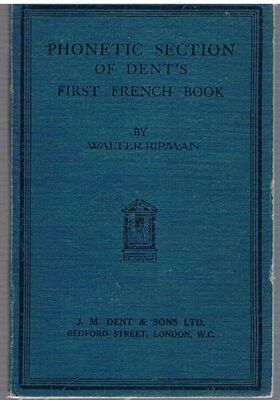 PHONETIC SECTION
OF DENT'S
FIRST FRENCH BOOK
BY
WALTER RIPMAN
J. M. DENT & SONS LTD.
BEDFORD STREET, LONDON, W.C.